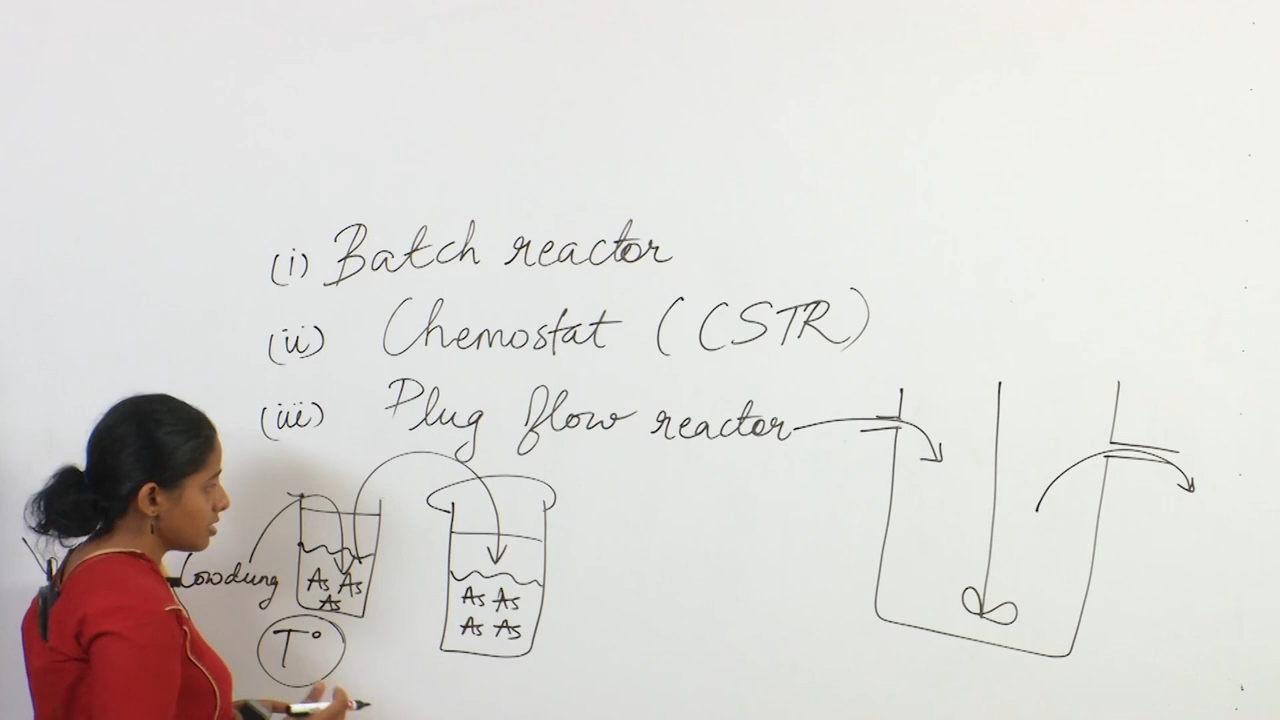 (i) Batch reactor
(ii) Chemostat (CSTR)
(iii) Plug flow reactor
Cowdung
As As
As
T°
As As
As As